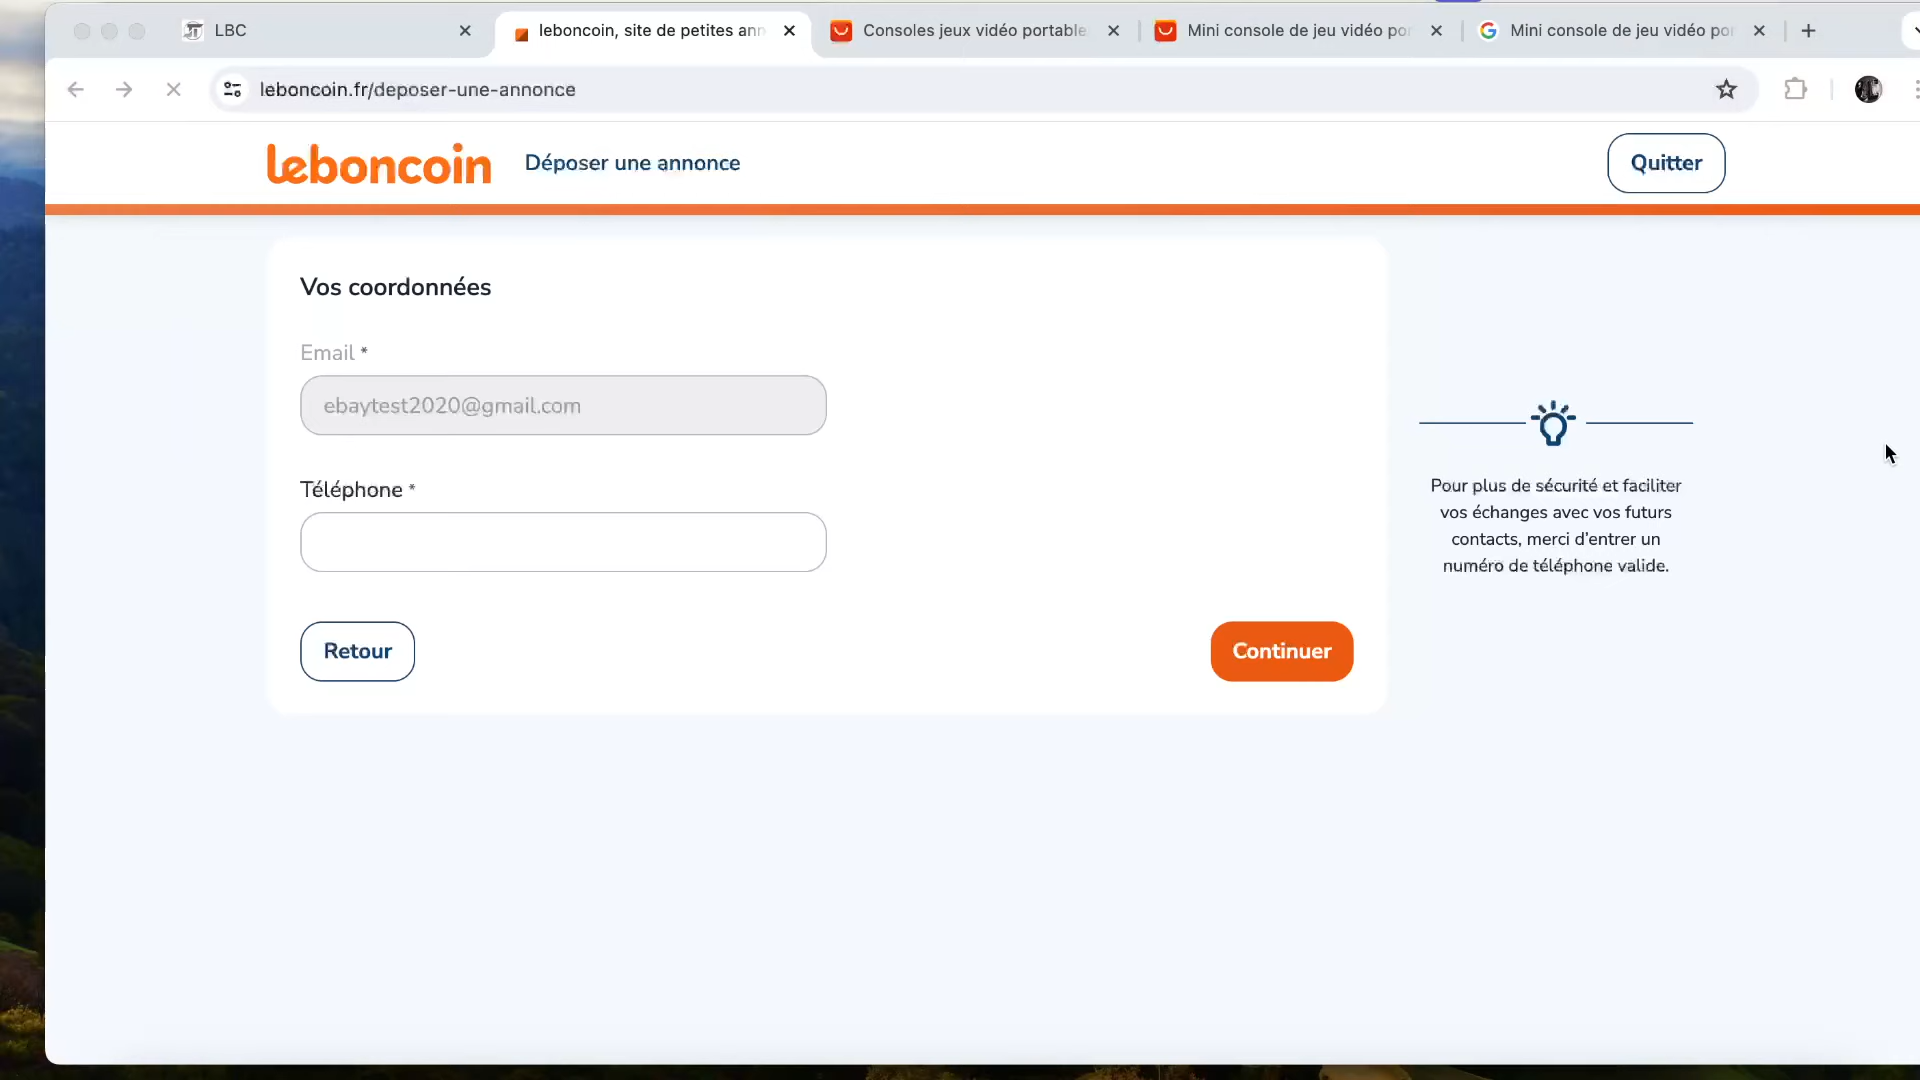 LBC
leboncoin, site de petites ann
Consoles jeux vidéo portable
Mini console de jeu vidéo por
Mini console de jeu vidéo por
leboncoin.fr/deposer-une-annonce
leboncoin
Déposer une annonce
Quitter
Vos coordonnées
Email *
ebaytest2020@gmail.com
Téléphone *
Retour
Continuer
Pour plus de sécurité et faciliter
vos échanges avec vos futurs
contacts, merci d'entrer un
numéro de téléphone valide.